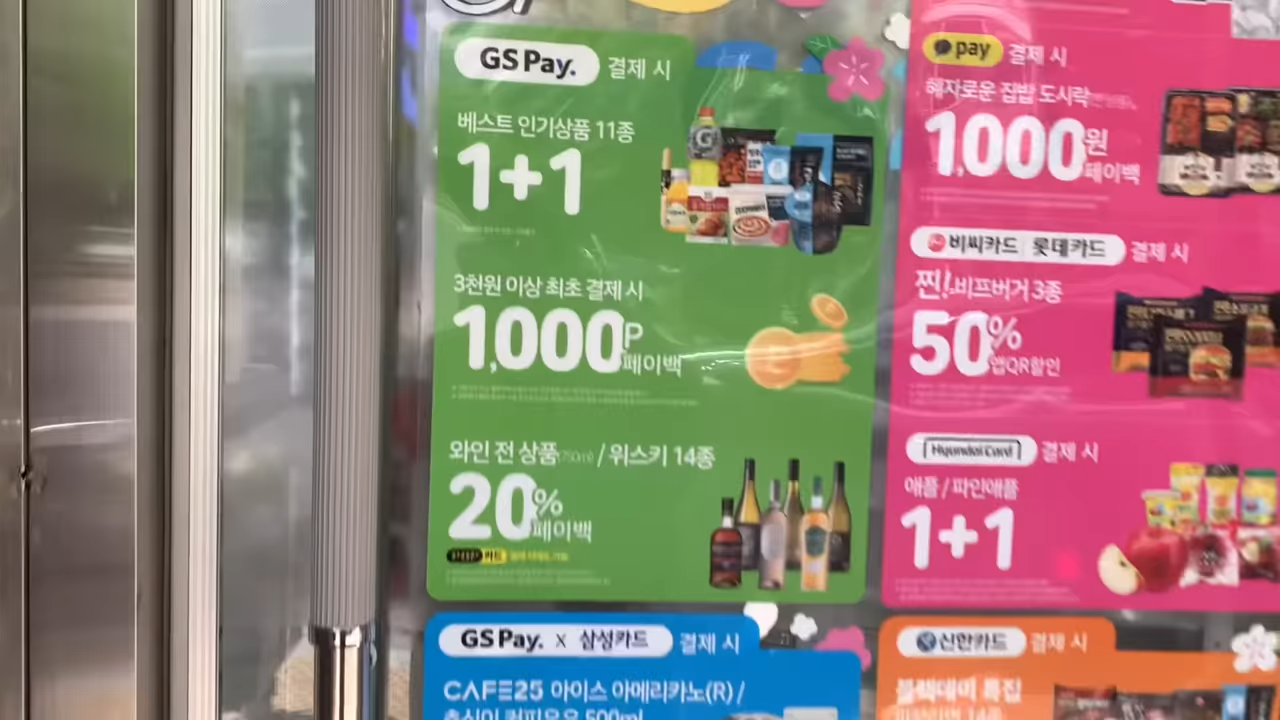 GS Pay. 결제 시
베스트 인기상품 11종
1+1
3천원 이상 최초 결제 시
1,000P
페이백
와인 전 상품(750ml) / 위스키 14종
20%
페이백
카드
GS Pay. x 삼성카드 결제 시
CAFE25 아이스 아메리카노(R) /
500ml
pay 결제 시
혜자로운 집밥 도시락
1,000원
페이백
비씨카드 롯데카드 결제 시
찐!비프버거 3종
50%
앱QR할인
Hyundai Card 결제 시
애플 / 파인애플
1+1
신한카드 결제 시
블랙데이 특집
14종